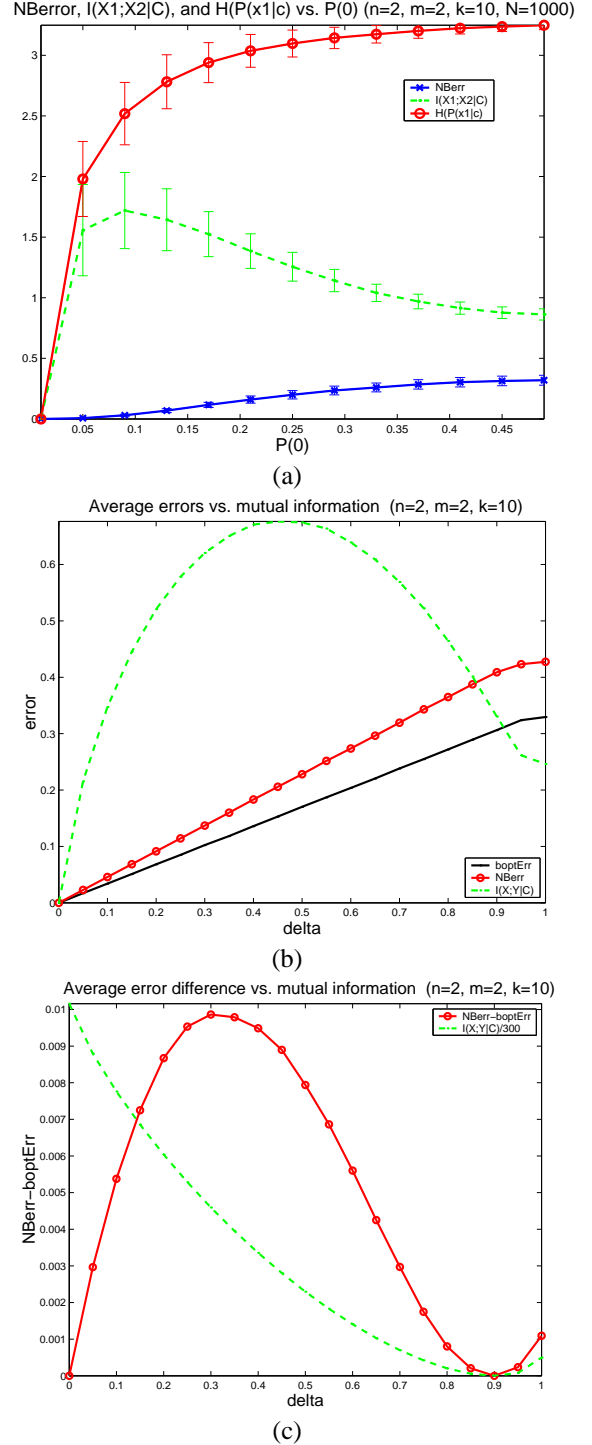 NBerror, I(X1;X2|C), and H(P(x1|c) vs. P(0) (n=2, m=2, k=10, N=1000)
3
2.5
2
1.5
1
0.5
0
NBerr
I(X1;X2|C)
H(P(x1|c)
0.05 0.1 0.15 0.2 0.25 0.3 0.35 0.4 0.45
P(0)
(a)
Average errors vs. mutual information (n=2, m=2, k=10)
0.6
0.5
0.4
0.3
0.2
0.1
0
error
boptErr
NBerr
I(X;Y|C)
0 0.1 0.2 0.3 0.4 0.5 0.6 0.7 0.8 0.9 1
delta
(b)
Average error difference vs. mutual information (n=2, m=2, k=10)
0.01
0.009
0.008
0.007
0.006
0.005
0.004
0.003
0.002
0.001
0
NBerr-boptErr
NBerr-boptErr
I(X;Y|C)/300
0 0.1 0.2 0.3 0.4 0.5 0.6 0.7 0.8 0.9 1
delta
(c)